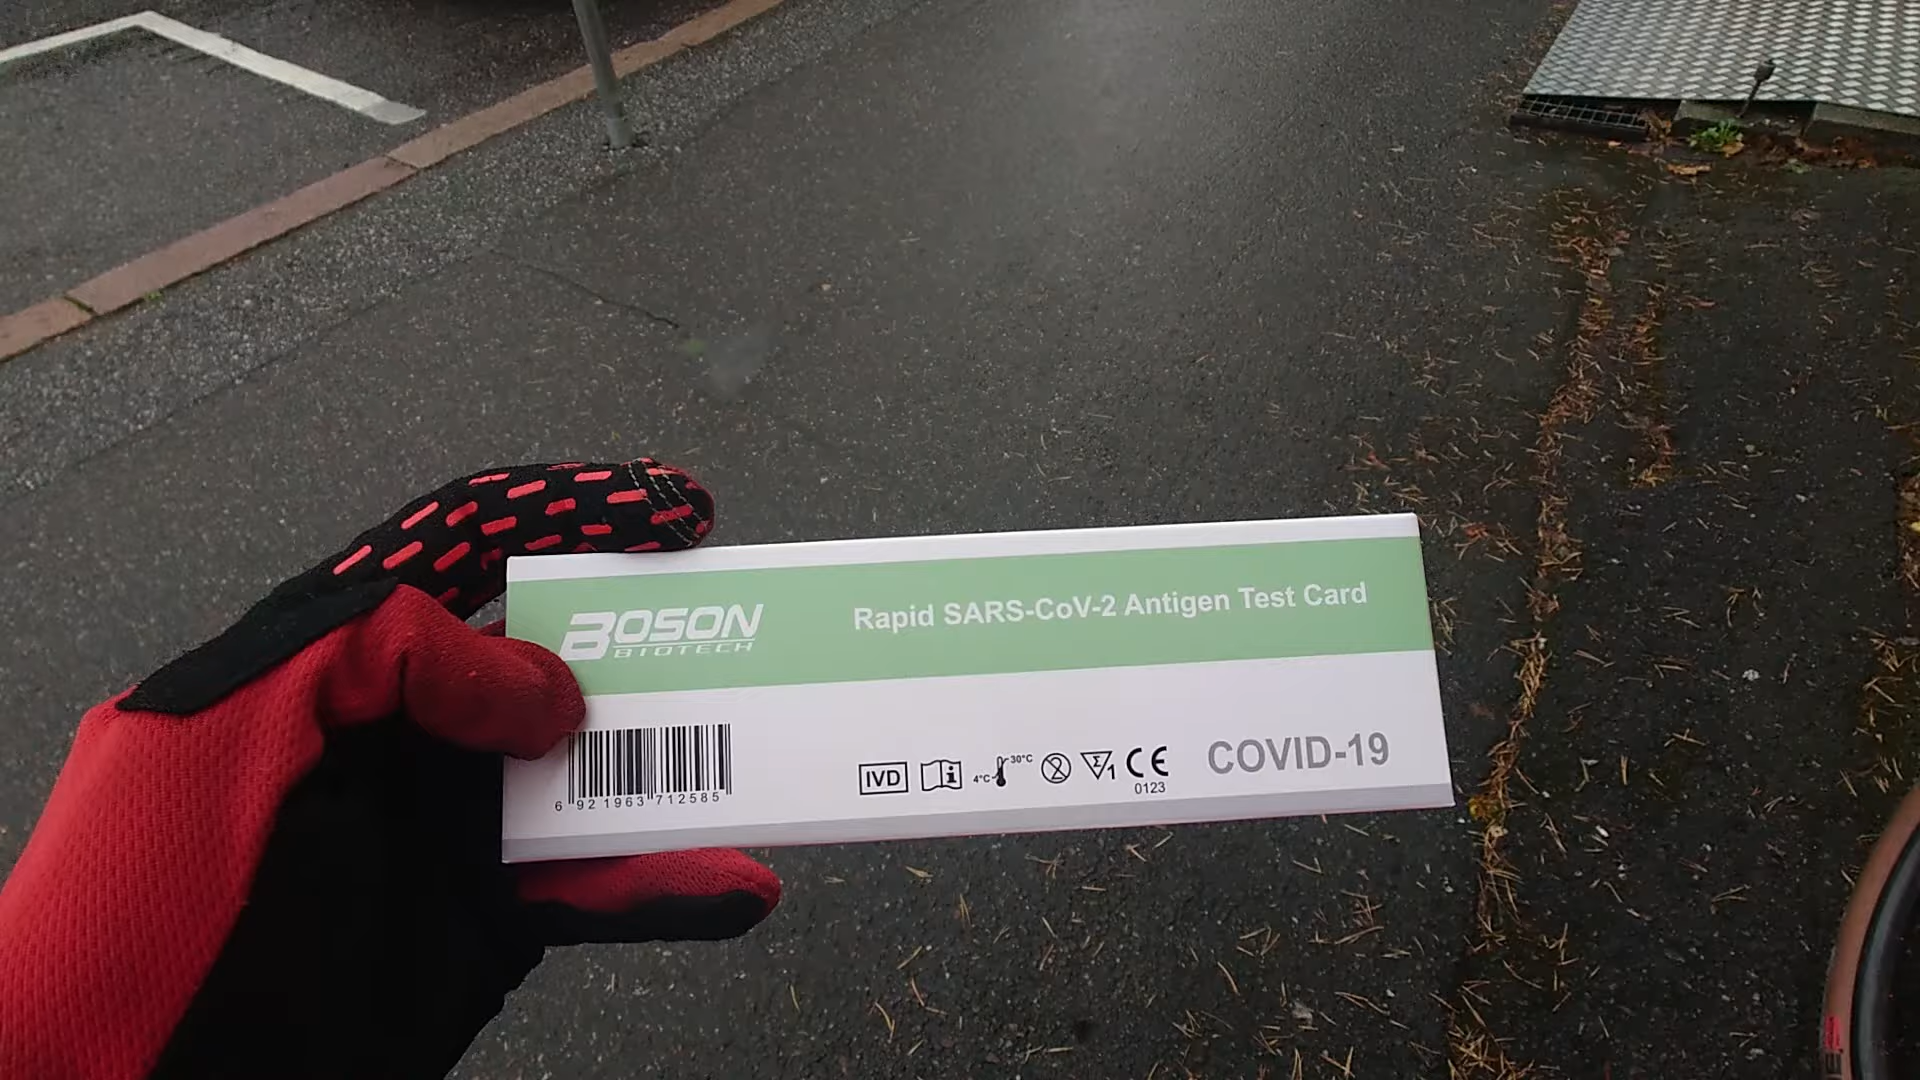 BOSON
BIOTECH
Rapid SARS-CoV-2 Antigen Test Card
6 921963 712585
IVD
4°C
30°C
2
Σ
1
CE
0123
COVID-19